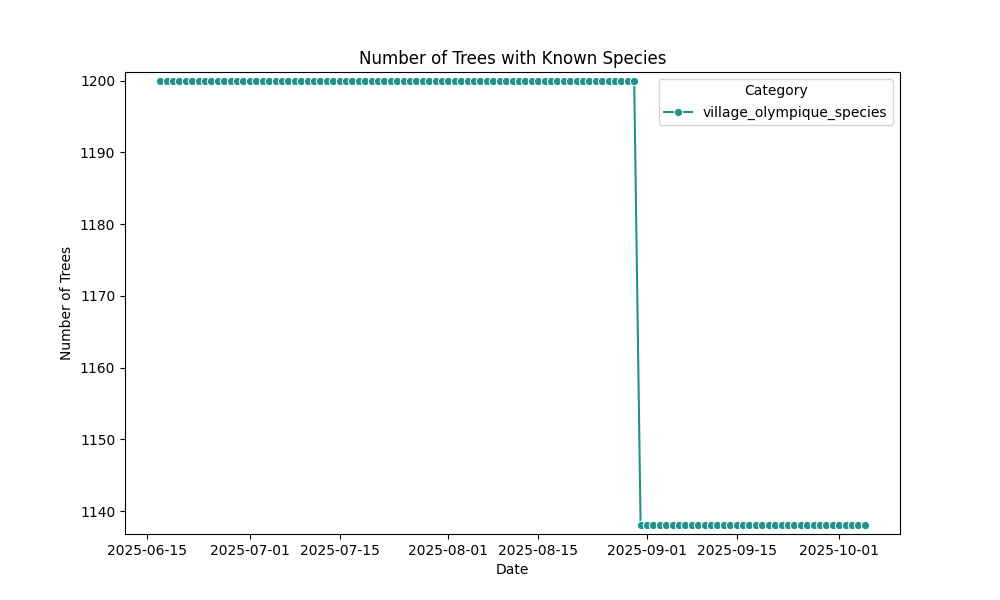 Number of Trees with Known Species
Category
village_olympique_species
Number of Trees
1200
1190
1180
1170
1160
1150
1140
2025-06-15 2025-07-01 2025-07-15 2025-08-01 2025-08-15 2025-09-01 2025-09-15 2025-10-01
Date